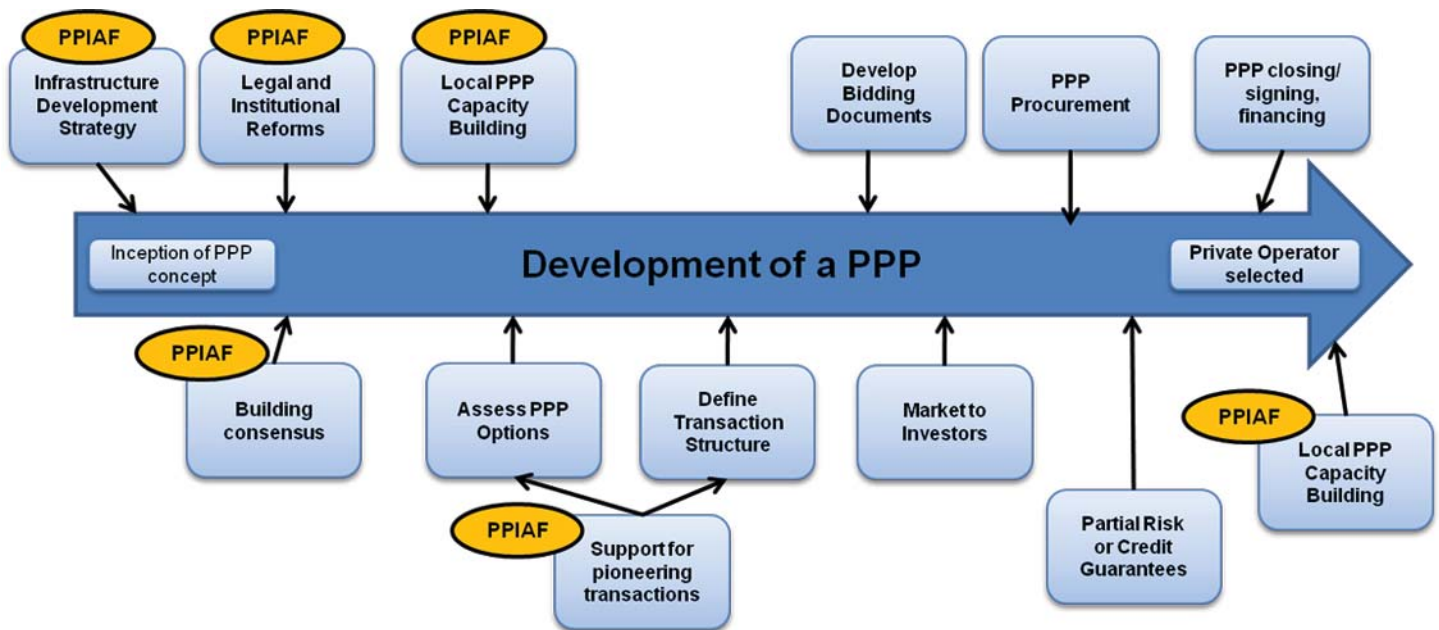 PPIAF
Infrastructure
Development
Strategy
PPIAF
Legal and
Institutional
Reforms
PPIAF
Local PPP
Capacity
Building
Develop
Bidding
Documents
PPP
Procurement
PPP closing/
signing,
financing
Inception of PPP
concept
Development of a PPP
Private Operator
selected
PPIAF
Building
consensus
Assess PPP
Options
Define
Transaction
Structure
Market to
Investors
PPIAF
Local PPP
Capacity
Building
PPIAF
Support for
pioneering
transactions
Partial Risk
or Credit
Guarantees